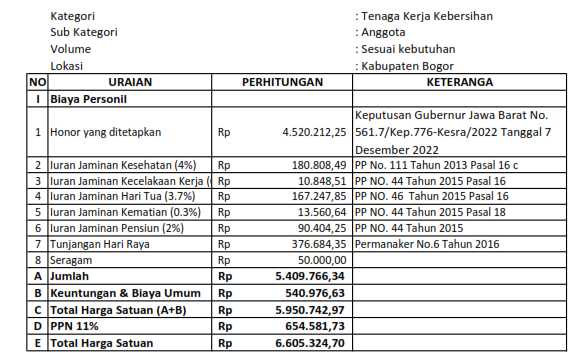 Kategori : Tenaga Kerja Kebersihan
Sub Kategori : Anggota
Volume : Sesuai kebutuhan
Lokasi : Kabupaten Bogor
NO URAIAN PERHITUNGAN KETERANGA
I Biaya Personil
1 Honor yang ditetapkan Rp 4.520.212,25 Keputusan Gubernur Jawa Barat No. 561.7/Kep.776-Kesra/2022 Tanggal 7 Desember 2022
2 Iuran Jaminan Kesehatan (4%) Rp 180.808,49 PP No. 111 Tahun 2013 Pasal 16 c
3 Iuran Jaminan Kecelakaan Kerja ( Rp 10.848,51 PP NO. 44 Tahun 2015 Pasal 16
4 Iuran Jaminan Hari Tua (3.7%) Rp 167.247,85 PP NO. 46 Tahun 2015 Pasal 16
5 Iuran Jaminan Kematian (0.3%) Rp 13.560,64 PP NO. 44 Tahun 2015 Pasal 18
6 Iuran Jaminan Pensiun (2%) Rp 90.404,25 PP NO. 44 Tahun 2015
7 Tunjangan Hari Raya Rp 376.684,35 Permanaker No.6 Tahun 2016
8 Seragam Rp 50.000,00
A Jumlah Rp 5.409.766,34
B Keuntungan & Biaya Umum Rp 540.976,63
C Total Harga Satuan (A+B) Rp 5.950.742,97
D PPN 11% Rp 654.581,73
E Total Harga Satuan Rp 6.605.324,70